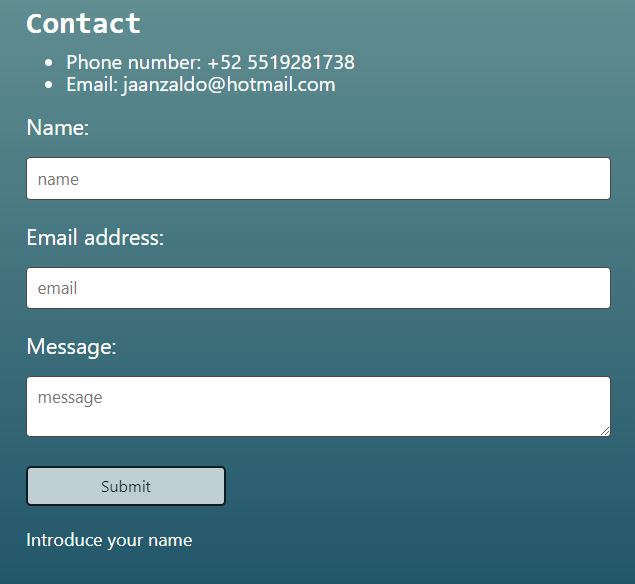 Contact
Phone number: +52 5519281738
Email: jaanzaldo@hotmail.com
Name:
name
Email address:
email
Message:
message
Submit
Introduce your name